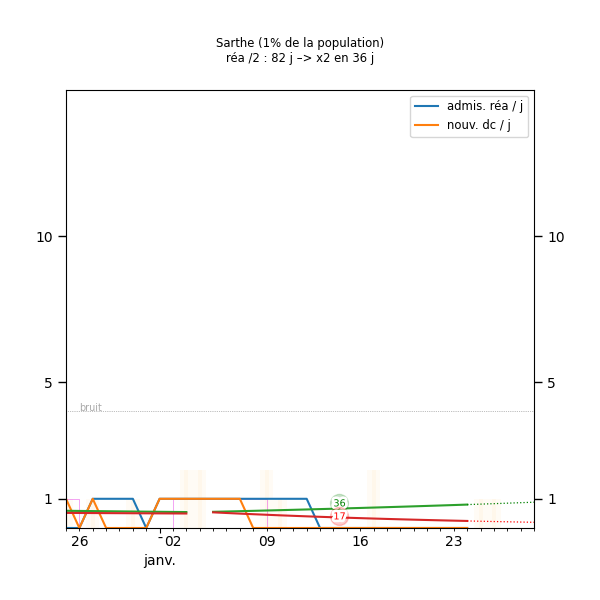 Sarthe (1% de la population)
réa /2 : 82 j –> x2 en 36 j
admis. réa / j
nouv. dc / j
10
10
5
5
bruit
1
1
36
17
26
02
09
16
23
janv.